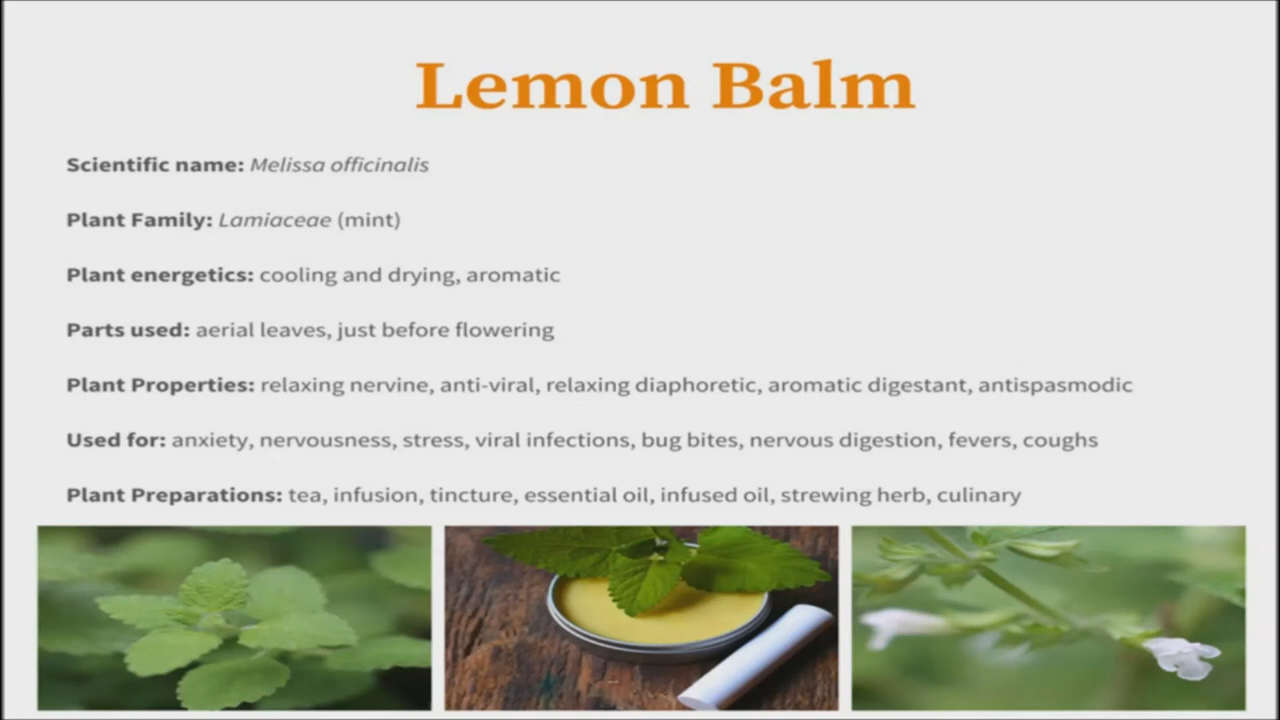 Lemon Balm
Scientific name: Melissa officinalis
Plant Family: Lamiaceae (mint)
Plant energetics: cooling and drying, aromatic
Parts used: aerial leaves, just before flowering
Plant Properties: relaxing nervine, anti-viral, relaxing diaphoretic, aromatic digestant, antispasmodic
Used for: anxiety, nervousness, stress, viral infections, bug bites, nervous digestion, fevers, coughs
Plant Preparations: tea, infusion, tincture, essential oil, infused oil, strewing herb, culinary